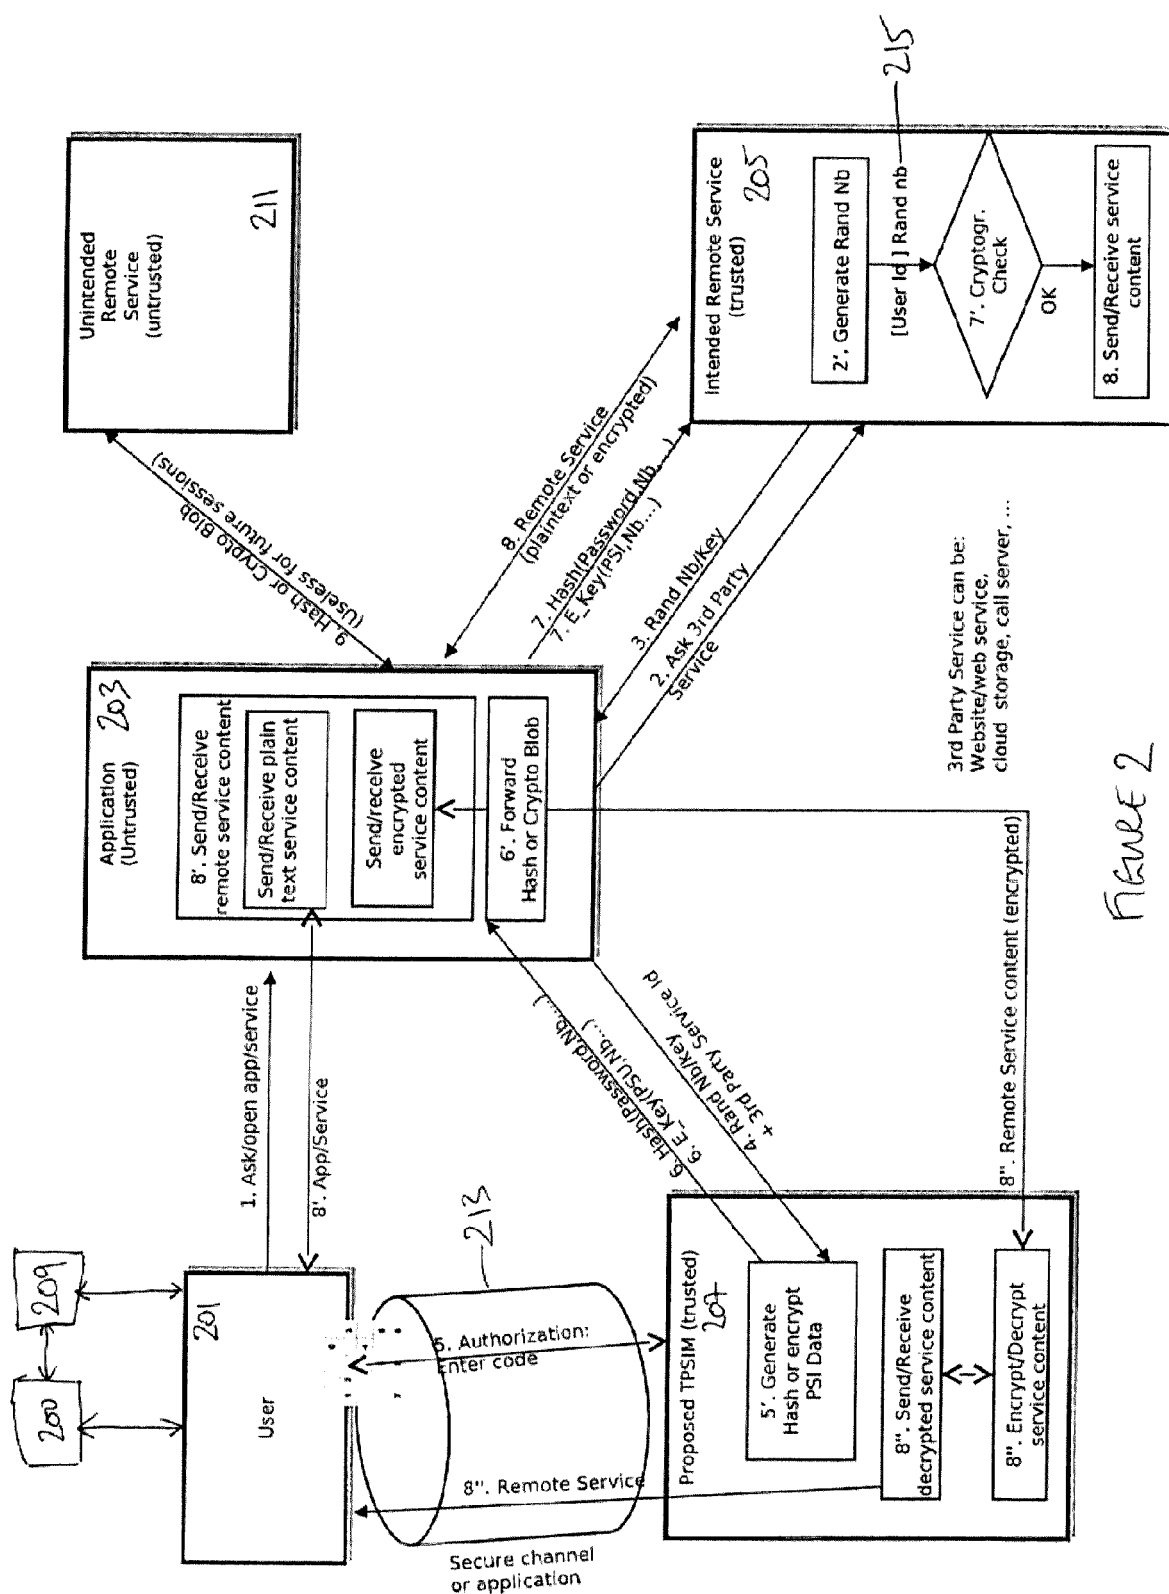 200
209
201
User
1. Ask/open app/service
8'. App/Service
Application
(Untrusted)
203
8'. Send/Receive
remote service content
Send/Receive plain
text service content
Send/receive
encrypted
service content
6'. Forward
Hash or Crypto Blob
Unintended
Remote
Service
(untrusted)
211
9. Hash or Crypto Blob
(Useless for future sessions)
8. Remote Service
(plaintext or encrypted)
7. Hash(Password,Nb,....)
7. E_Key(PSI,Nb...)
3. Rand Nb/Key
2. Ask 3rd Party
Service
Intended Remote Service
(trusted)
205
2'. Generate Rand Nb
[User Id ] Rand nb
215
7'. Cryptogr.
Check
OK
8. Send/Receive service
content
213
5. Authorization:
Enter code
8". Remote Service
Secure channel
or application
Proposed TPSIM (trusted)
207
5'. Generate
Hash or encrypt
PSI Data
8". Send/Receive
decrypted service content
8". Encrypt/Decrypt
service content
6. Hash(Password,Nb,....)
6. E_Key(PSU,Nb...)
4. Rand Nb/Key
+ 3rd Party Service Id
8". Remote Service content (encrypted)
3rd Party Service can be:
Website/web service,
cloud storage, call server, ...
FIGURE 2